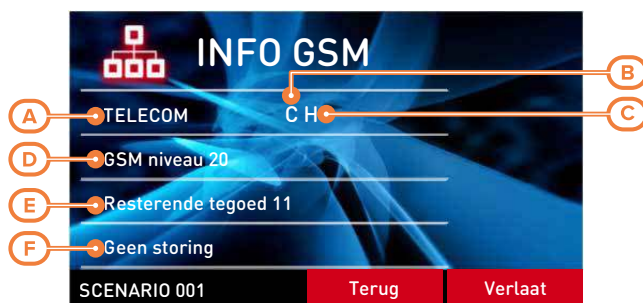 INFO GSM
B
A TELECOM C H C
D GSM niveau 20
E Resterende tegoed 11
F Geen storing
SCENARIO 001 Terug Verlaat